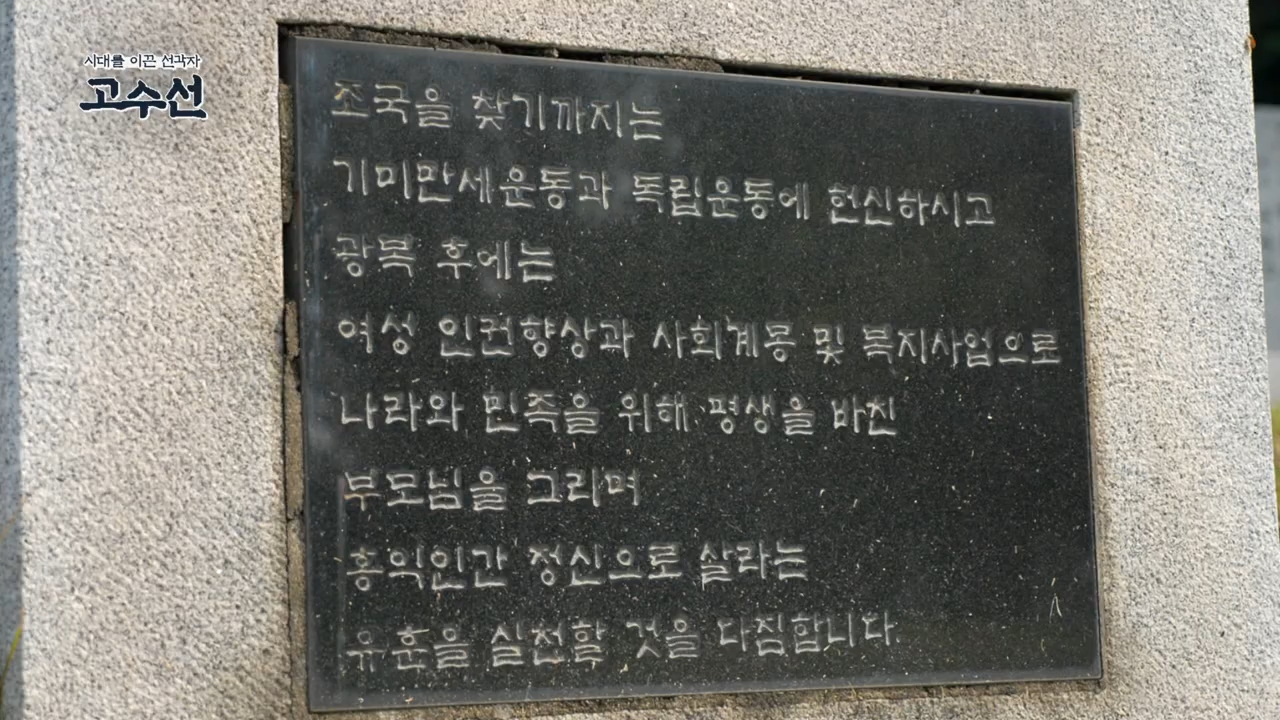 시대를 이끈 선각자
고수선
조국을 찾기까지는
기미만세운동과 독립운동에 헌신하시고
광복 후에는
여성 인권향상과 사회계몽 및 복지사업으로
나라와 민족을 위해 평생을 바친
부모님을 그리며
홍익인간 정신으로 살라는
유훈을 실천할 것을 다짐합니다.